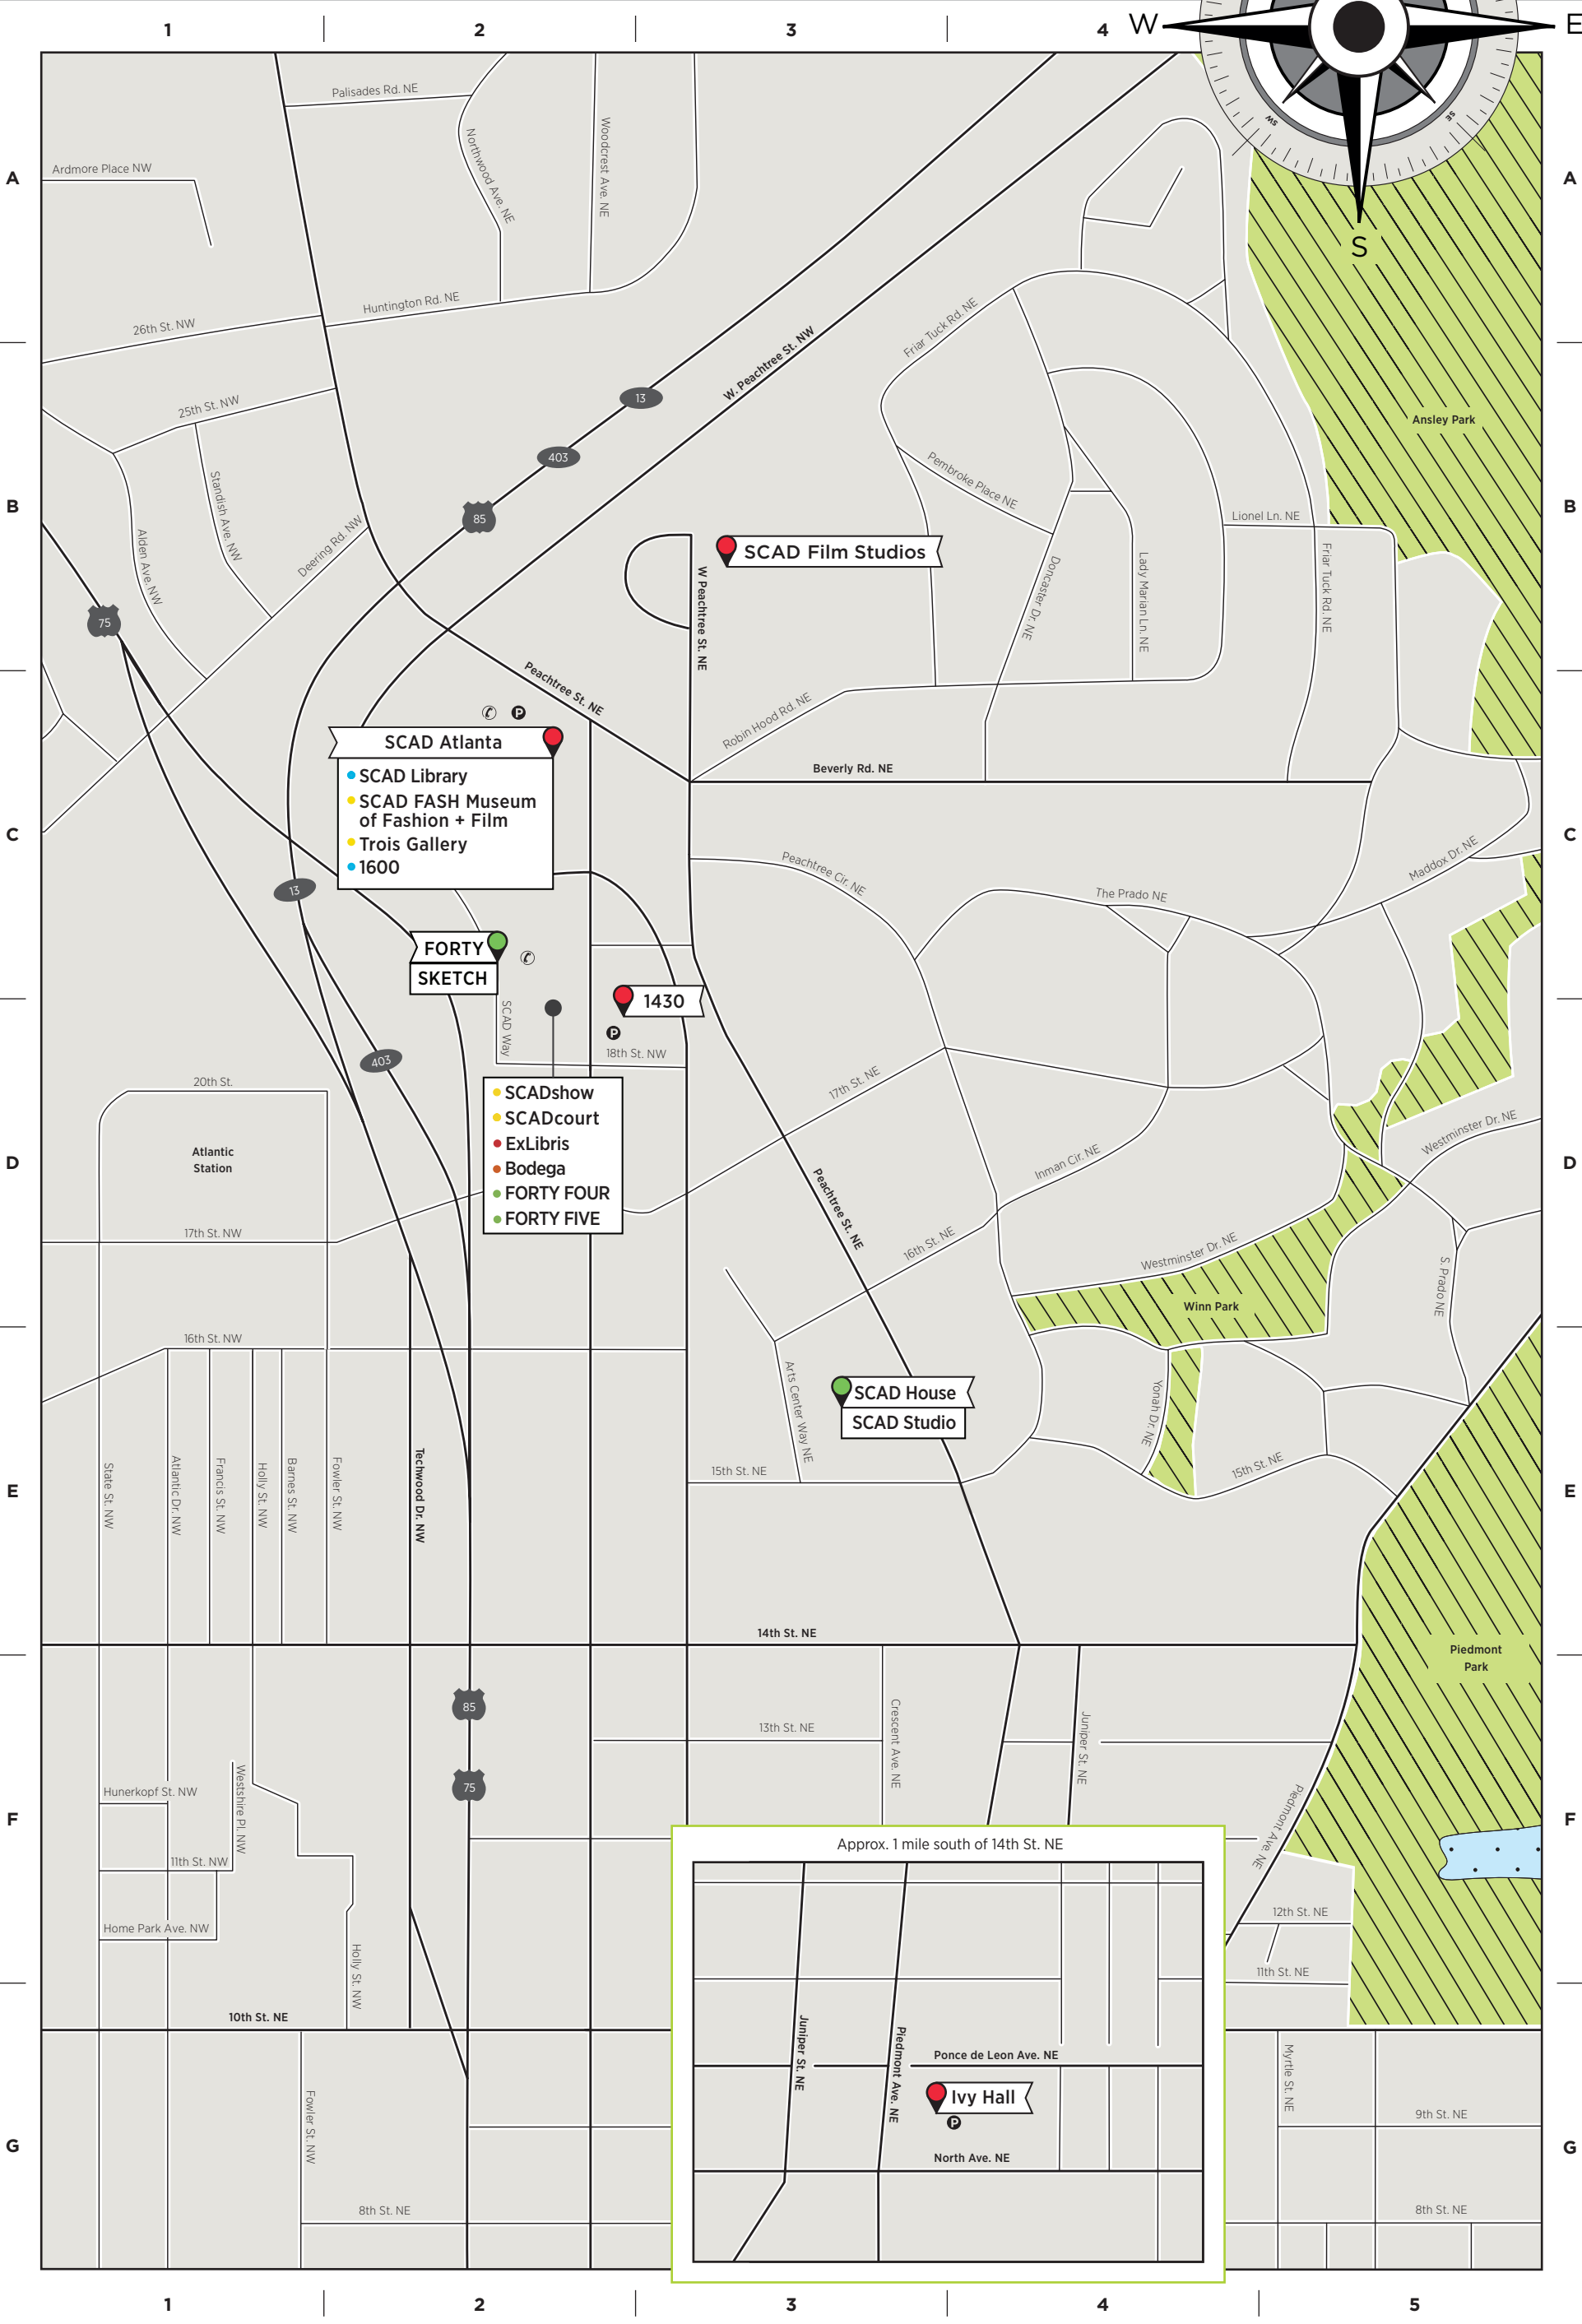 1
2
3
4
W
E
S
SW
SE
A
A
Palisades Rd. NE
Northwood Ave. NE
Woodcrest Ave. NE
Ardmore Place NW
Huntington Rd. NE
26th St. NW
Friar Tuck Rd. NE
W. Peachtree St. NW
13
25th St. NW
403
Ansley Park
B
B
85
Standish Ave. NW
Alden Ave. NW
Deering Rd. NW
Pembroke Place NE
Lionel Ln. NE
Friar Tuck Rd. NE
SCAD Film Studios
W Peachtree St. NE
Doncaster Dr. NE
Lady Marian Ln. NE
75
Peachtree St. NE
P
Robin Hood Rd. NE
SCAD Atlanta
SCAD Library
SCAD FASH Museum
of Fashion + Film
Trois Gallery
1600
Beverly Rd. NE
C
C
Peachtree Cir. NE
Maddox Dr. NE
The Prado NE
13
FORTY
SKETCH
1430
P
SCAD Way
18th St. NW
403
20th St.
17th St. NE
SCADshow
SCADcourt
ExLibris
Bodega
FORTY FOUR
FORTY FIVE
Atlantic
Station
D
D
Westminster Dr. NE
Inman Cir. NE
Peachtree St. NE
17th St. NW
16th St. NE
Westminster Dr. NE
S. Prado NE
Winn Park
16th St. NW
Arts Center Way NE
SCAD House
SCAD Studio
Yonah Dr. NE
15th St. NE
15th St. NE
E
E
State St. NW
Atlantic Dr. NW
Francis St. NW
Holly St. NW
Barnes St. NW
Fowler St. NW
Techwood Dr. NW
14th St. NE
Piedmont
Park
85
13th St. NE
Crescent Ave. NE
Juniper St. NE
75
Hunerkopf St. NW
Westshire Pl. NW
F
F
Piedmont Ave. NE
11th St. NW
Home Park Ave. NW
Holly St. NW
12th St. NE
11th St. NE
10th St. NE
Approx. 1 mile south of 14th St. NE
Juniper St. NE
Piedmont Ave. NE
Ponce de Leon Ave. NE
Ivy Hall
P
North Ave. NE
Fowler St. NW
Myrtle St. NE
9th St. NE
G
G
8th St. NE
8th St. NE
1
2
3
4
5